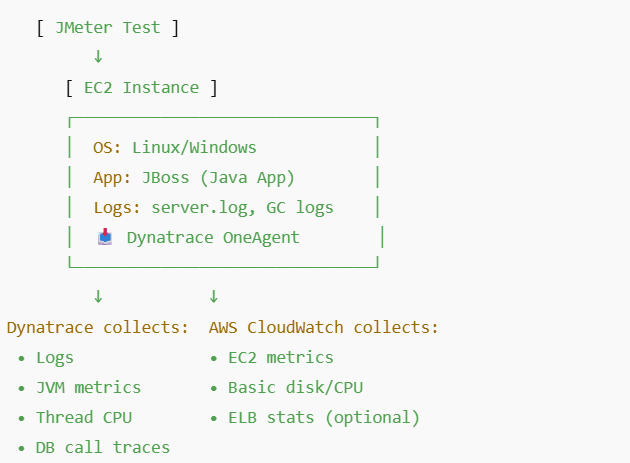 [ JMeter Test ]
↓
[ EC2 Instance ]
OS: Linux/Windows
App: JBoss (Java App)
Logs: server.log, GC logs
📥 Dynatrace OneAgent
↓ ↓
Dynatrace collects: AWS CloudWatch collects:
• Logs • EC2 metrics
• JVM metrics • Basic disk/CPU
• Thread CPU • ELB stats (optional)
• DB call traces